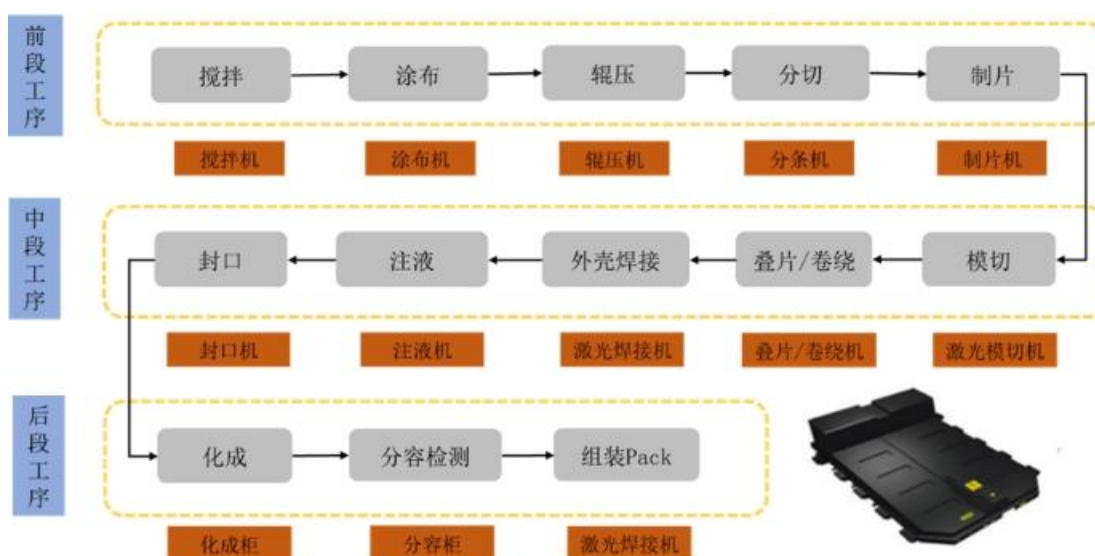 前段工序
搅拌 涂布 辊压 分切 制片
搅拌机 涂布机 辊压机 分条机 制片机
中段工序
封口 注液 外壳焊接 叠片/卷绕 模切
封口机 注液机 激光焊接机 叠片/卷绕机 激光模切机
后段工序
化成 分容检测 组装Pack
化成柜 分容柜 激光焊接机